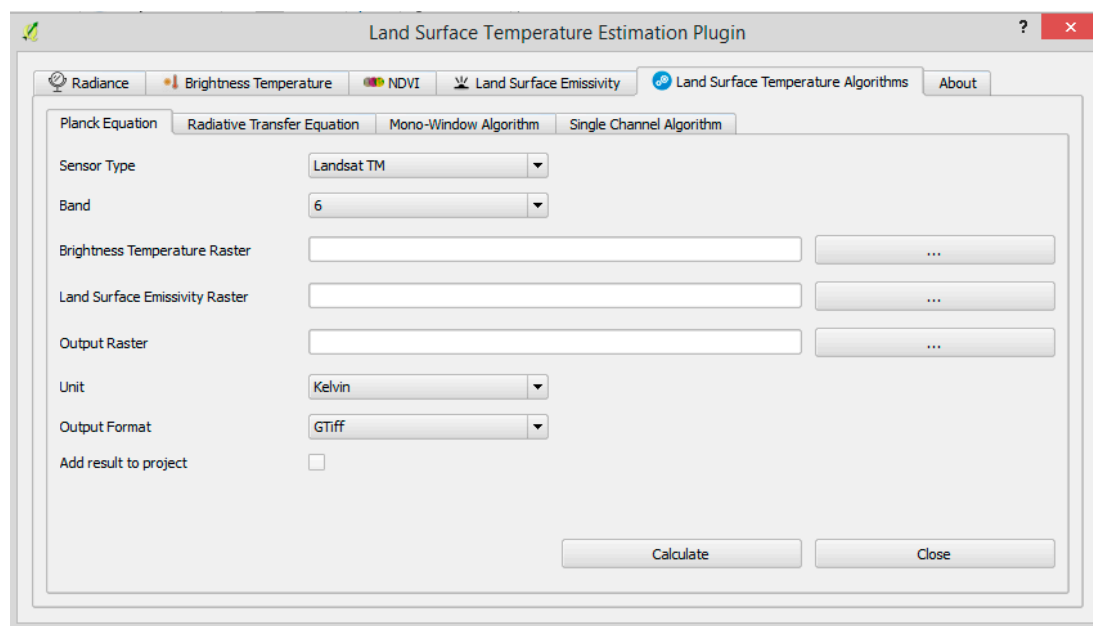 Land Surface Temperature Estimation Plugin ? ×
Radiance Brightness Temperature NDVI Land Surface Emissivity Land Surface Temperature Algorithms About
Planck Equation Radiative Transfer Equation Mono-Window Algorithm Single Channel Algorithm
Sensor Type Landsat TM
Band 6
Brightness Temperature Raster ...
Land Surface Emissivity Raster ...
Output Raster ...
Unit Kelvin
Output Format GTiff
Add result to project
Calculate Close